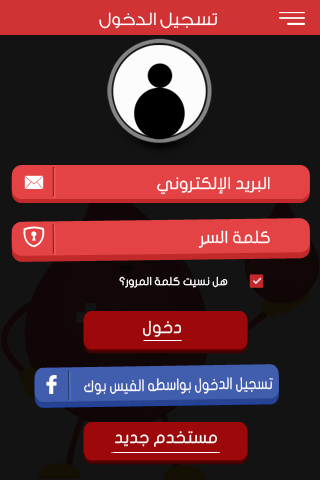 تسجيل الدخول
البريد الإلكتروني
كلمة السر
هل نسيت كلمة المرور؟
دخول
تسجيل الدخول بواسطه الفيس بوك
مستخدم جديد